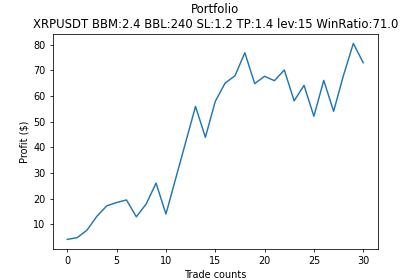 Portfolio
XRPUSDT BBM:2.4 BBL:240 SL:1.2 TP:1.4 lev:15 WinRatio:71.0
80
70
60
50
40
30
20
10
Profit ($)
0 5 10 15 20 25 30
Trade counts